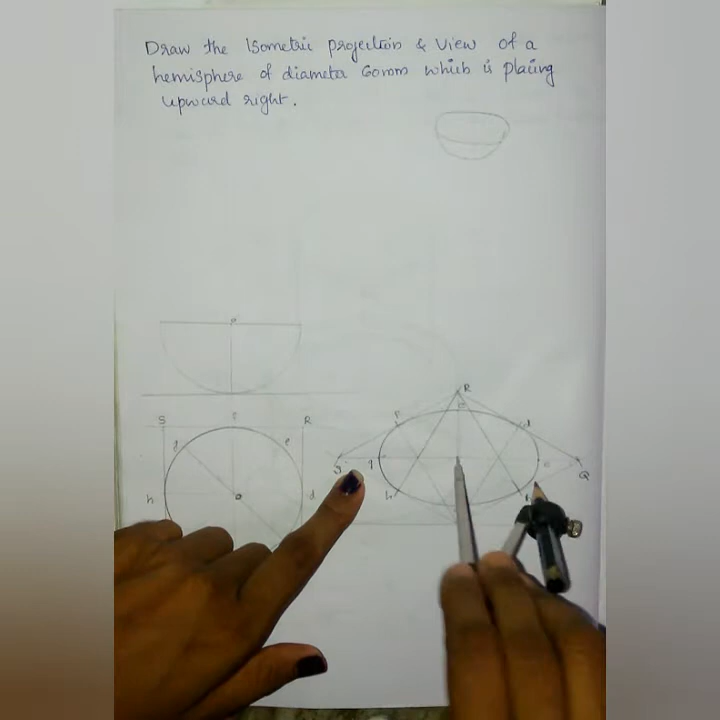 Draw the Isometric projection & View of a
hemisphere of diameter 60mm which is placing
upward right.
S R
g e
h o d
R
d
q c Q
b